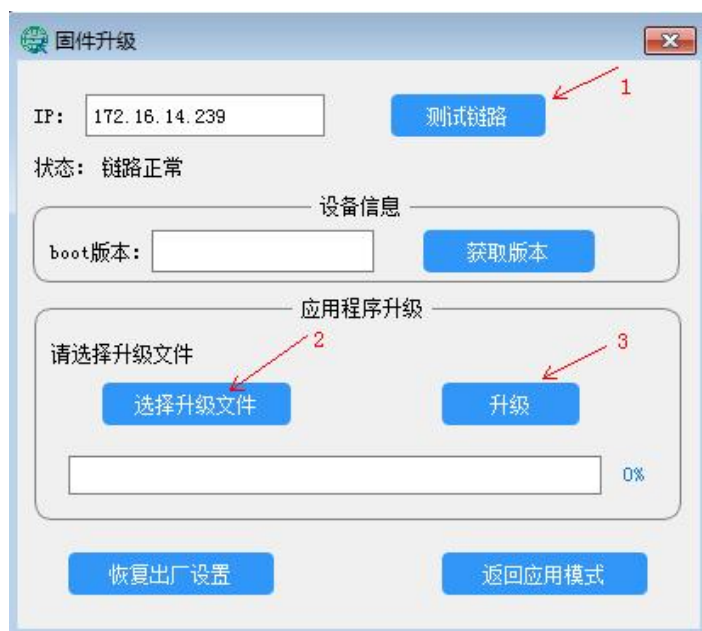 固件升级
1
IP: 172.16.14.239 测试链路
状态: 链路正常
设备信息
boot版本: 获取版本
应用程序升级
2
3
请选择升级文件
选择升级文件 升级
0%
恢复出厂设置 返回应用模式